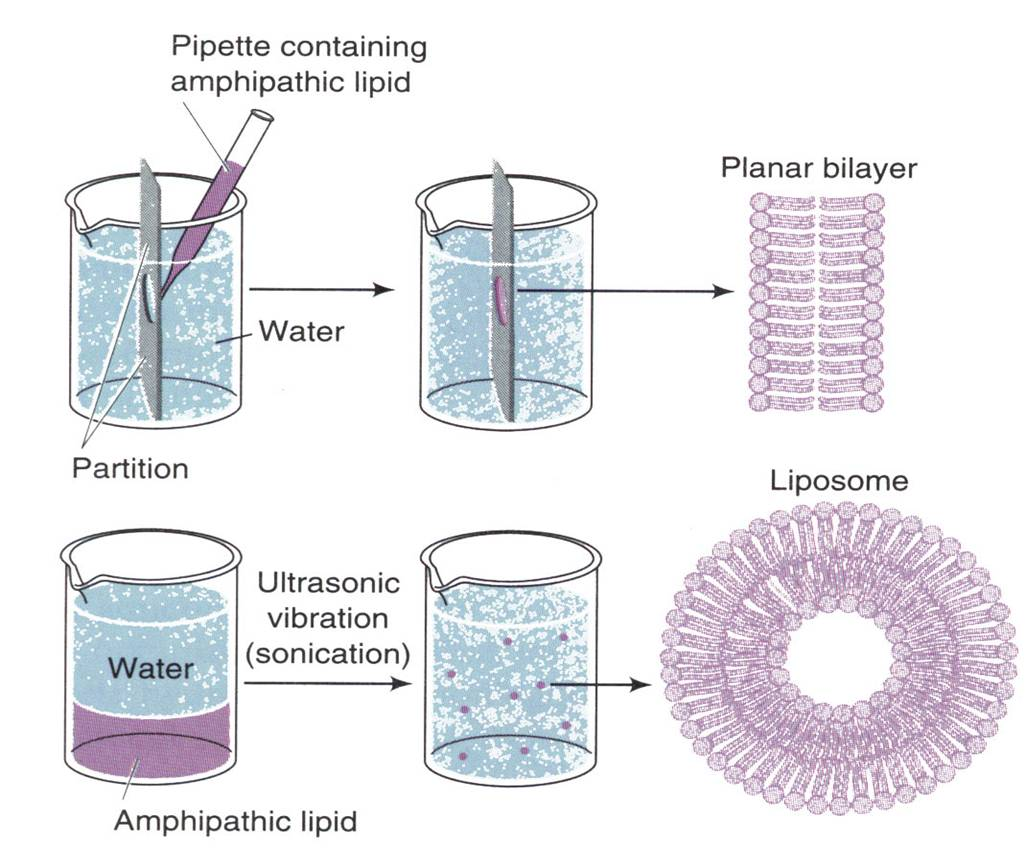 Pipette containing
amphipathic lipid
Planar bilayer
Water
Partition
Liposome
Ultrasonic
vibration
(sonication)
Water
Amphipathic lipid